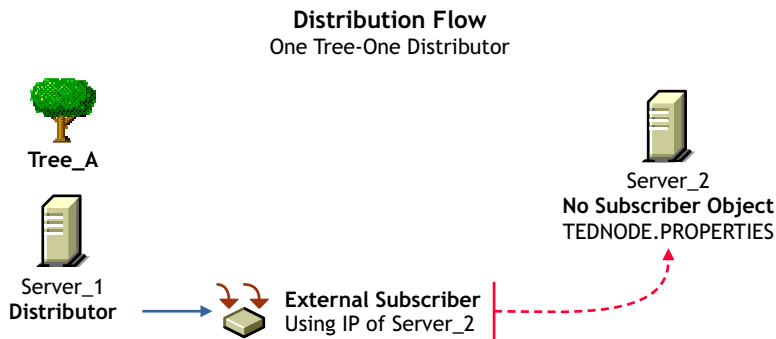 Distribution Flow
One Tree-One Distributor
Tree_A
Server_1
Distributor
External Subscriber
Using IP of Server_2
Server_2
No Subscriber Object
TEDNODE.PROPERTIES